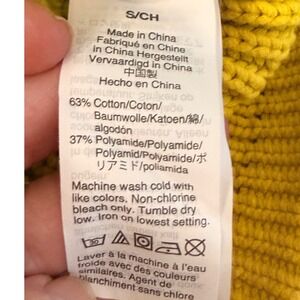 S/CH
Made in China
Fabriqué en Chine
In China Hergestellt
Vervaardigd in China
中国製
Hecho en China
63% Cotton/Coton/
Baumwolle/Katoen/綿/
algodón
37% Polyamide/Polyamide/
Polyamid/Polyamide/ポ
リアミド/poliamida
Machine wash cold with
like colors. Non-chlorine
bleach only. Tumble dry
low. Iron on lowest setting.
Laver à la machine à l'eau
froide avec des couleurs
similaires. Agent de
blanchiment sans chlore